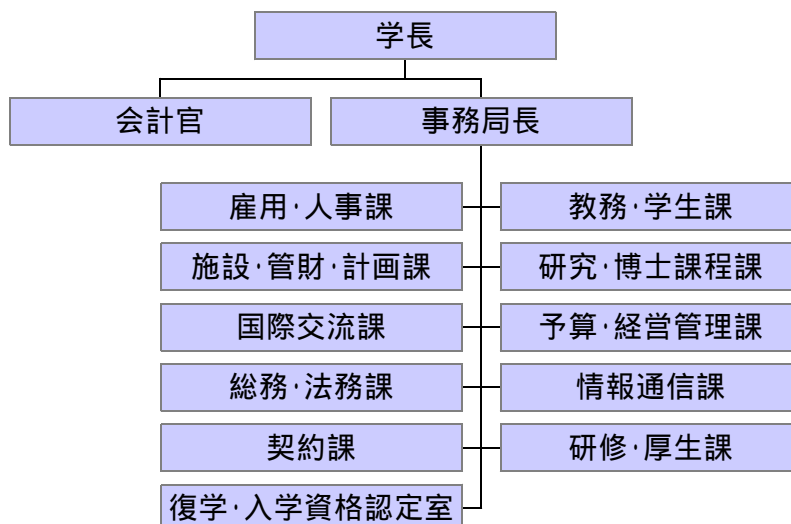 学長
会計官
事務局長
雇用·人事課
教務·学生課
施設·管財·計画課
研究·博士課程課
国際交流課
予算·経営管理課
総務·法務課
情報通信課
契約課
研修·厚生課
復学·入学資格認定室